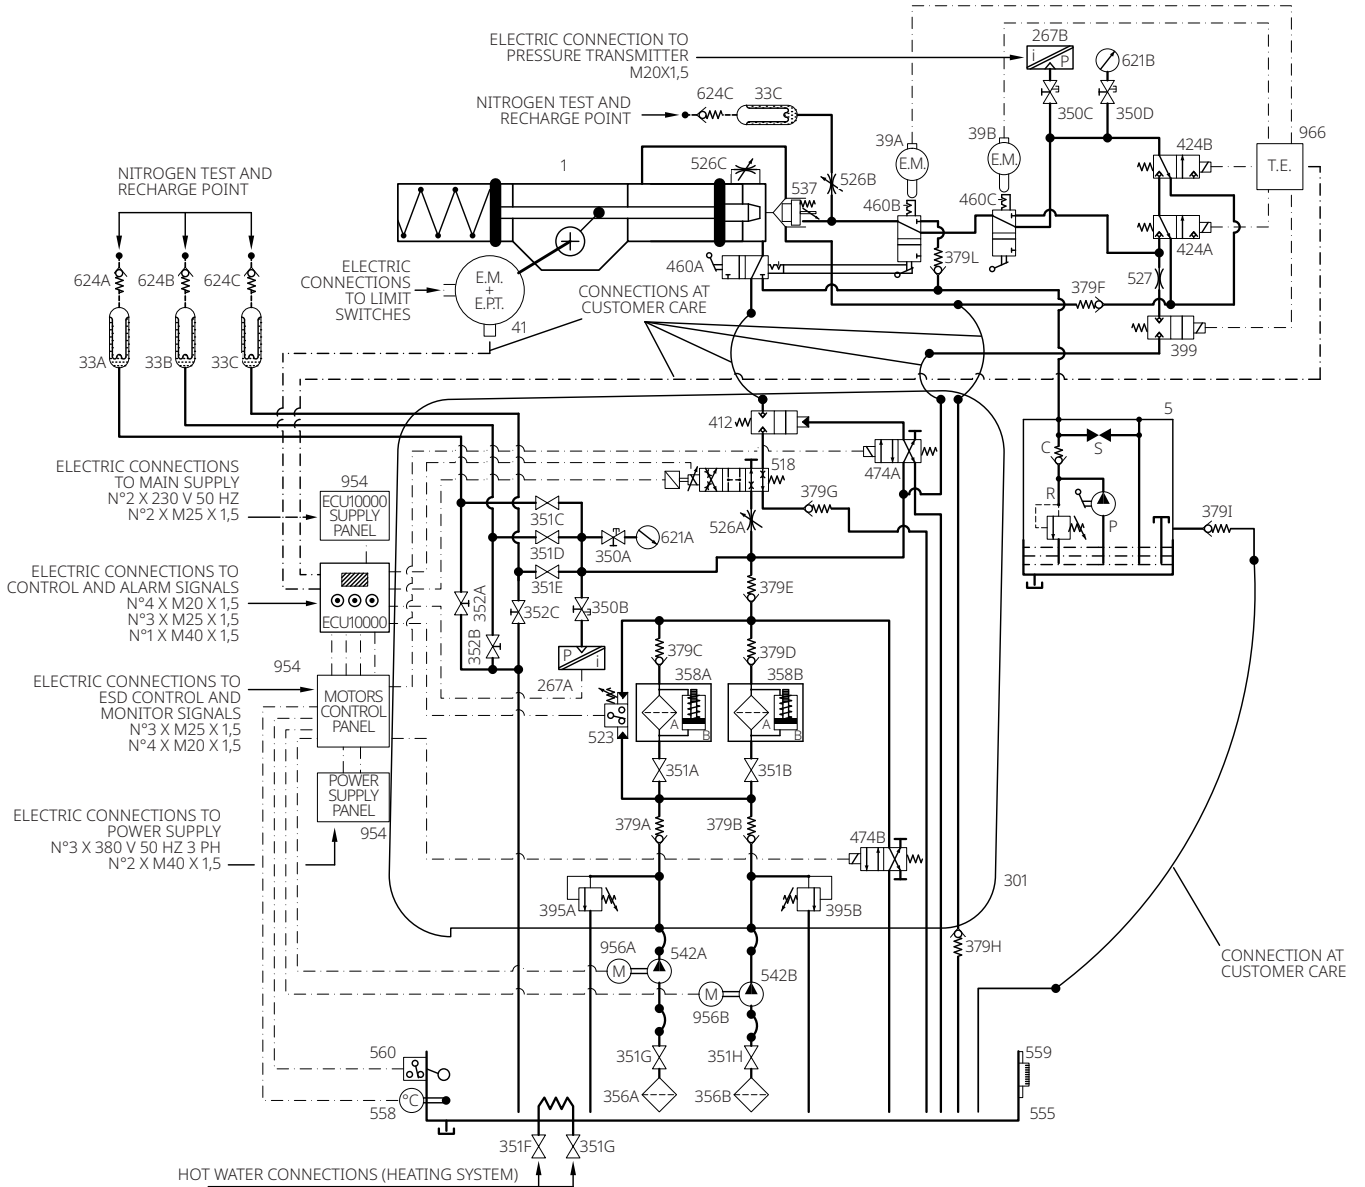 ELECTRIC CONNECTION TO
PRESSURE TRANSMITTER
M20X1,5
267B
i
P
621B
350C
350D
624C
33C
NITROGEN TEST AND
RECHARGE POINT
39A
E.M.
39B
E.M.
424B
966
T.E.
NITROGEN TEST AND
RECHARGE POINT
1
526C
537
526B
460B
460C
424A
379L
527
460A
379F
399
ELECTRIC
CONNECTIONS
TO LIMIT
SWITCHES
E.M.
+
E.P.T.
41
CONNECTIONS AT
CUSTOMER CARE
624A
624B
624C
33A
33B
33C
5
412
474A
C
S
R
P
379I
518
379G
526A
ELECTRIC CONNECTIONS
TO MAIN SUPPLY
N°2 X 230 V 50 HZ
N°2 X M25 X 1,5
954
ECU10000
SUPPLY
PANEL
351C
351D
350A
621A
351E
379E
ELECTRIC CONNECTIONS TO
CONTROL AND ALARM SIGNALS
N°4 X M20 X 1,5
N°3 X M25 X 1,5
N°1 X M40 X 1,5
ECU10000
352A
352B
352C
350B
P
i
267A
379C
379D
358A
358B
A
B
A
B
523
954
ELECTRIC CONNECTIONS TO
ESD CONTROL AND
MONITOR SIGNALS
N°3 X M25 X 1,5
N°4 X M20 X 1,5
MOTORS
CONTROL
PANEL
351A
351B
POWER
SUPPLY
PANEL
954
ELECTRIC CONNECTIONS TO
POWER SUPPLY
N°3 X 380 V 50 HZ 3 PH
N°2 X M40 X 1,5
379A
379B
474B
395A
395B
301
379H
CONNECTION AT
CUSTOMER CARE
956A
M
542A
956B
M
542B
351G
351H
356A
356B
560
558
°C
559
555
351F
351G
HOT WATER CONNECTIONS (HEATING SYSTEM)